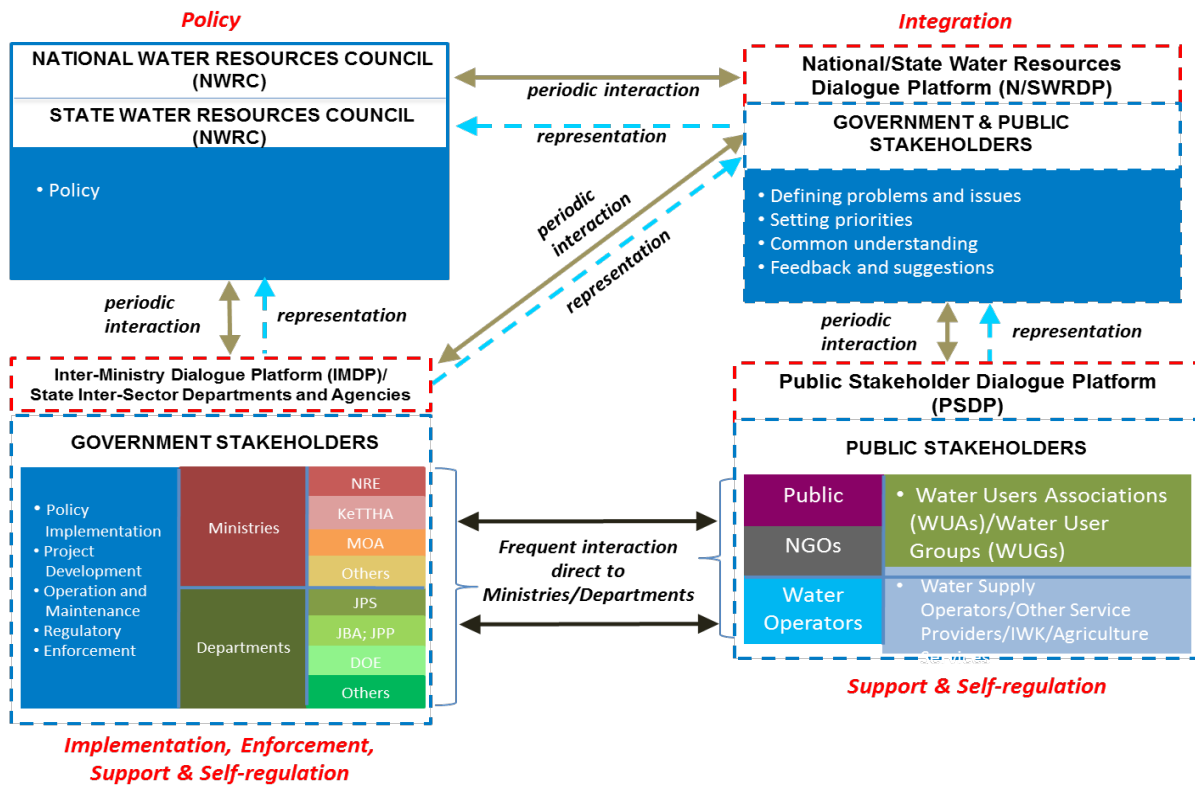 Policy
NATIONAL WATER RESOURCES COUNCIL
(NWRC)
STATE WATER RESOURCES COUNCIL
(NWRC)
• Policy
periodic interaction
representation
Integration
National/State Water Resources
Dialogue Platform (N/SWRDP)
GOVERNMENT & PUBLIC
STAKEHOLDERS
• Defining problems and issues
• Setting priorities
• Common understanding
• Feedback and suggestions
periodic
interaction
representation
periodic
interaction
representation
periodic
interaction
representation
Inter-Ministry Dialogue Platform (IMDP)/
State Inter-Sector Departments and Agencies
GOVERNMENT STAKEHOLDERS
• Policy
Implementation
• Project
Development
• Operation and
Maintenance
• Regulatory
• Enforcement
Ministries
Departments
NRE
KeTTHA
MOA
Others
JPS
JBA; JPP
DOE
Others
Implementation, Enforcement,
Support & Self-regulation
Frequent interaction
direct to
Ministries/Departments
Public Stakeholder Dialogue Platform
(PSDP)
PUBLIC STAKEHOLDERS
Public
NGOs
Water
Operators
• Water Users Associations
(WUAs)/Water User
Groups (WUGs)
• Water Supply
Operators/Other Service
Providers/IWK/Agriculture
Services
Support & Self-regulation